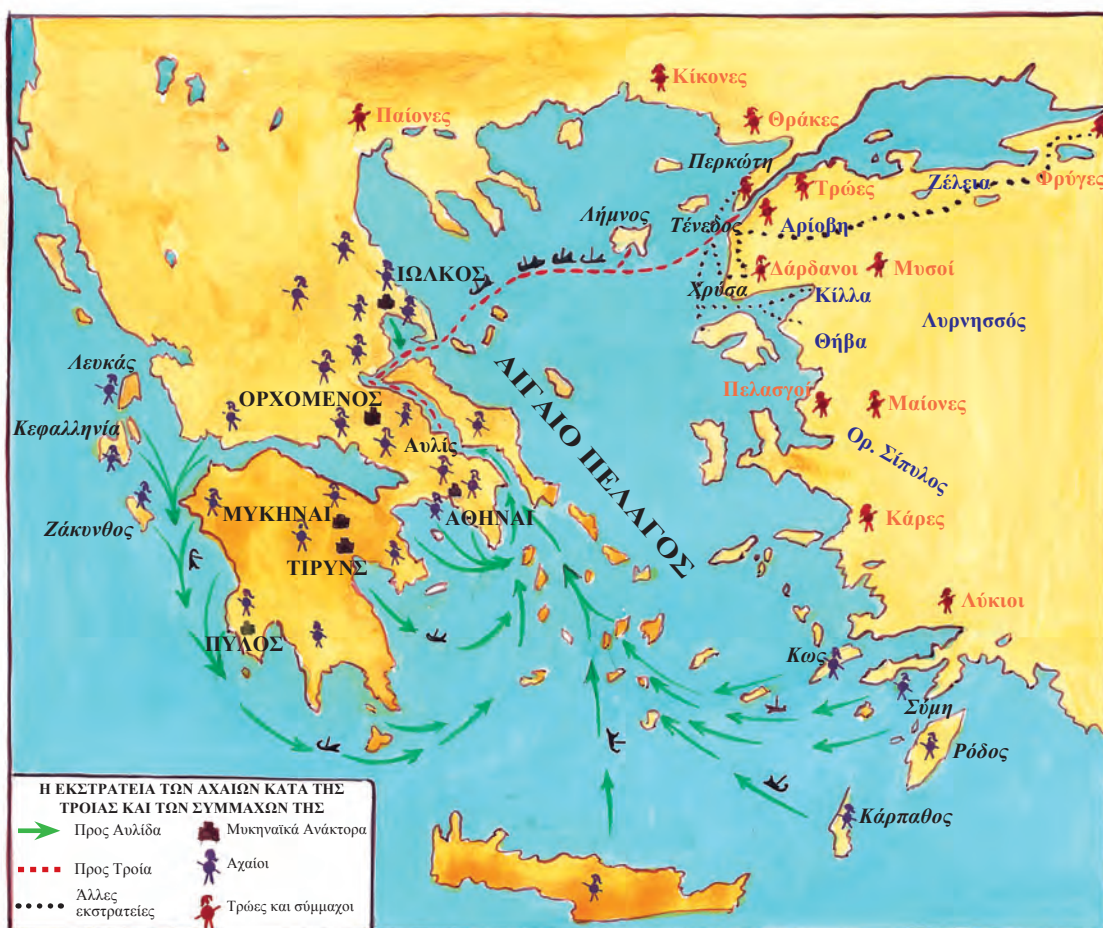 Κίκονες
Παίονες
Θράκες
Περκώτη
Τρώες
Ζέλεια
Φρύγες
Λήμνος
Τένεδος
Αρίοβη
ΙΩΛΚΟΣ
Χρύσα
Δάρδανοι
Μυσοί
Κίλλα
Λυρνησσός
Θήβα
Λευκάς
ΑΙΓΑΙΟ ΠΕΛΑΓΟΣ
Πελασγοί
Μαίονες
ΟΡΧΟΜΕΝΟΣ
Κεφαλληνία
Αυλίς
Ορ. Σίπυλος
Ζάκυνθος
ΜΥΚΗΝΑΙ
ΑΘΗΝΑΙ
Κάρες
ΤΙΡΥΝΣ
Λύκιοι
ΠΥΛΟΣ
Κως
Σύμη
Ρόδος
Κάρπαθος
Η ΕΚΣΤΡΑΤΕΙΑ ΤΩΝ ΑΧΑΙΩΝ ΚΑΤΑ ΤΗΣ
ΤΡΟΙΑΣ ΚΑΙ ΤΩΝ ΣΥΜΜΑΧΩΝ ΤΗΣ
Προς Αυλίδα
Μυκηναϊκά Ανάκτορα
Προς Τροία
Αχαίοι
Άλλες
εκστρατείες
Τρώες και σύμμαχοι